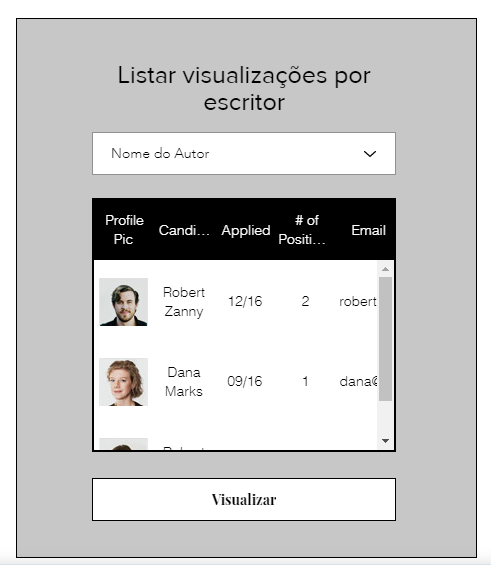 Listar visualizações por
escritor
Nome do Autor
Profile
Pic
Candi...
Applied
# of
Positi...
Email
Robert
Zanny
12/16
2
robert
Dana
Marks
09/16
1
dana@
Visualizar